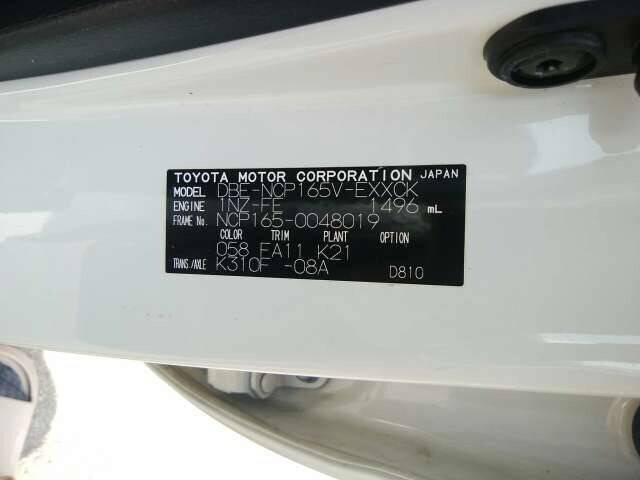 TOYOTA MOTOR CORPORATION JAPAN
MODEL DBE-NCP165V-EXXCK
ENGINE 1NZ-FE 1496 mL
FRAME No. NCP165-0048019
COLOR TRIM PLANT OPTION
058 FA11 K21
TRANS./AXLE K310F -08A D810